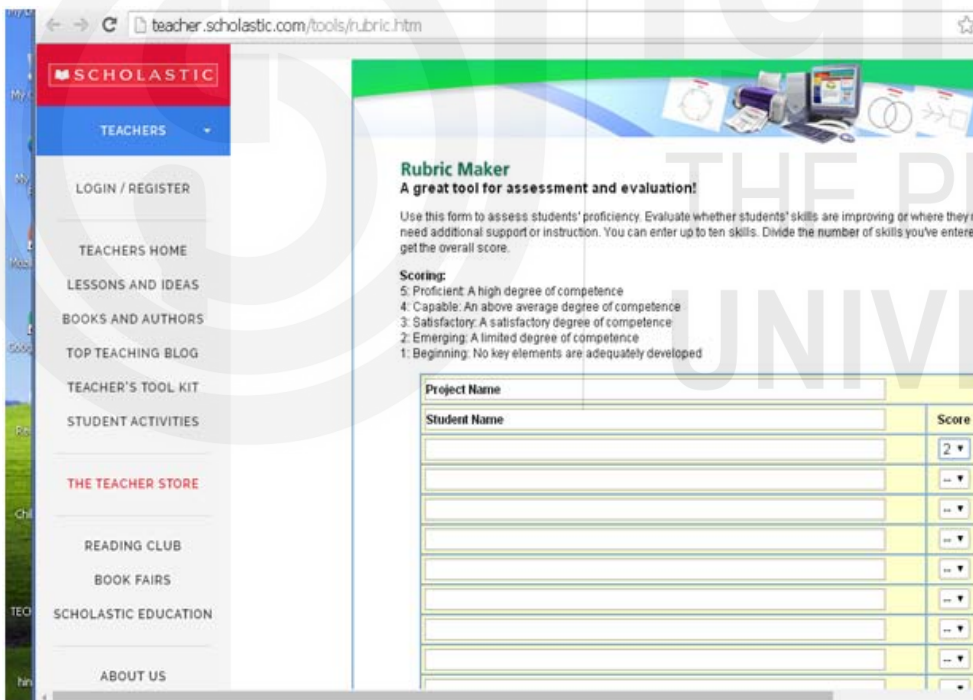 teacher.scholastic.com/tools/rubric.htm
SCHOLASTIC
TEACHERS
LOGIN / REGISTER
TEACHERS HOME
LESSONS AND IDEAS
BOOKS AND AUTHORS
TOP TEACHING BLOG
TEACHER'S TOOL KIT
STUDENT ACTIVITIES
THE TEACHER STORE
READING CLUB
BOOK FAIRS
SCHOLASTIC EDUCATION
ABOUT US
Rubric Maker
A great tool for assessment and evaluation!
Use this form to assess students' proficiency. Evaluate whether students' skills are improving or where they
need additional support or instruction. You can enter up to ten skills. Divide the number of skills you've entere
get the overall score.
Scoring:
5: Proficient: A high degree of competence
4: Capable: An above average degree of competence
3: Satisfactory: A satisfactory degree of competence
2: Emerging: A limited degree of competence
1: Beginning: No key elements are adequately developed
Project Name
Student Name Score
2
--
--
--
--
--
--
--
THE P
UNIV